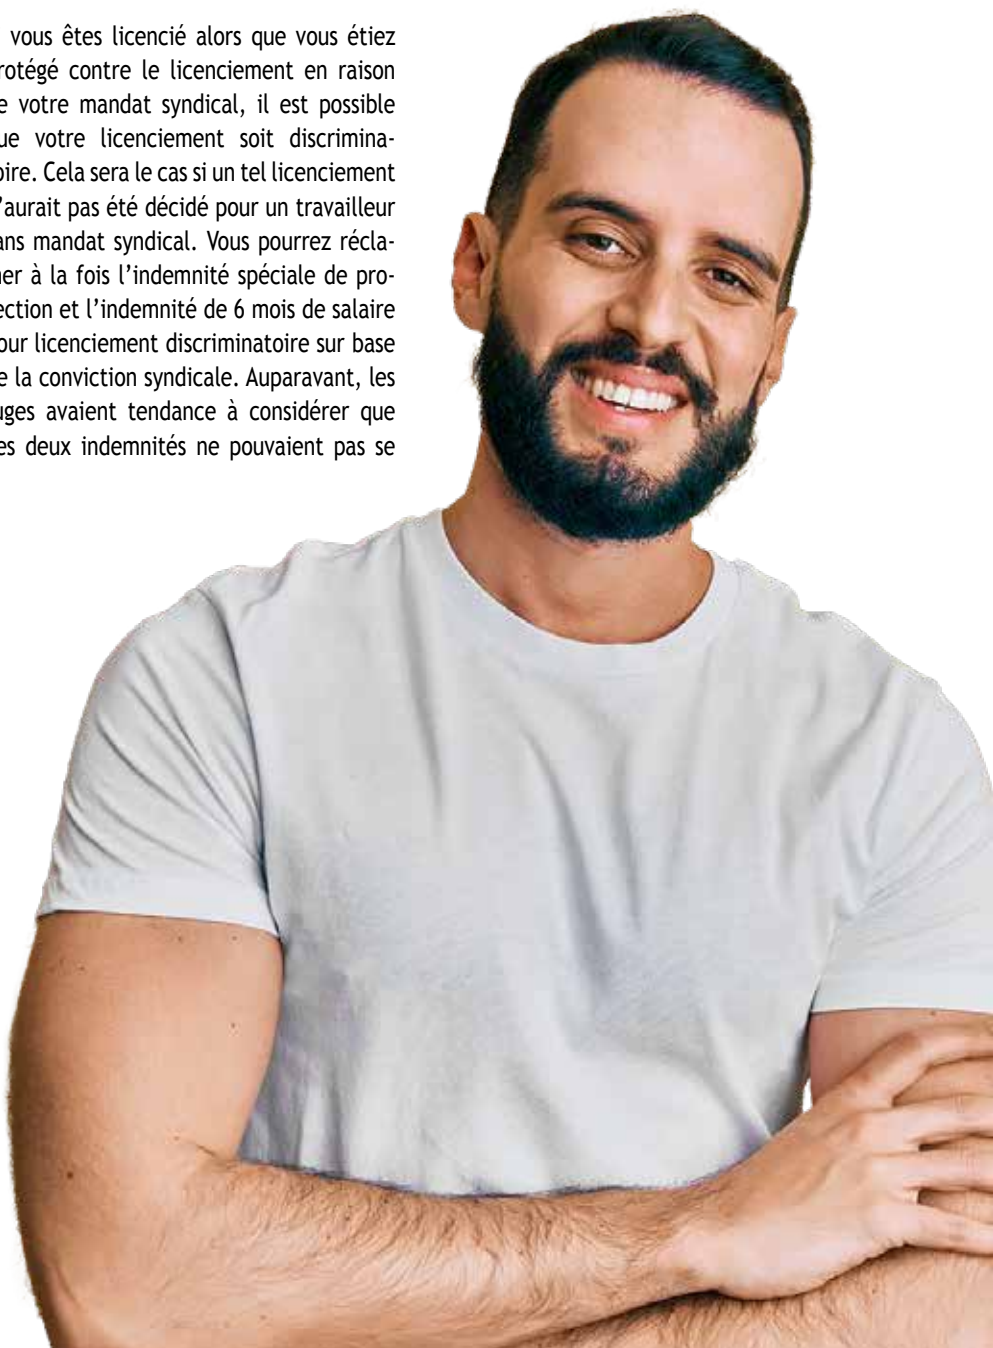 vous êtes licencié alors que vous étiez
rotégé contre le licenciement en raison
e votre mandat syndical, il est possible
ue votre licenciement soit discrimina-
oire. Cela sera le cas si un tel licenciement
'aurait pas été décidé pour un travailleur
ans mandat syndical. Vous pourrez récla-
er à la fois l'indemnité spéciale de pro-
ection et l'indemnité de 6 mois de salaire
our licenciement discriminatoire sur base
e la conviction syndicale. Auparavant, les
uges avaient tendance à considérer que
es deux indemnités ne pouvaient pas se